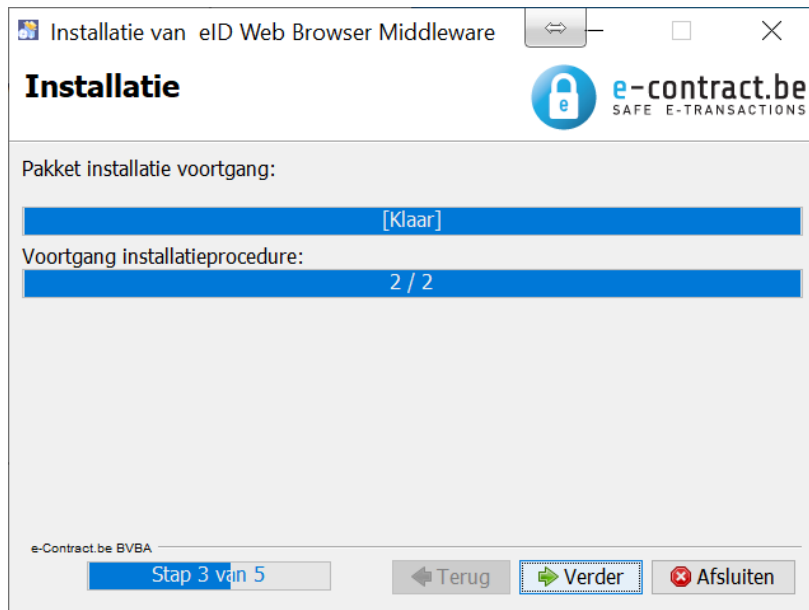 Installatie van eID Web Browser Middleware
Installatie
e
e-contract.be
SAFE E-TRANSACTIONS
Pakket installatie voortgang:
[Klaar]
Voortgang installatieprocedure:
2 / 2
e-Contract.be BVBA
Stap 3 van 5
Terug
Verder
Afsluiten